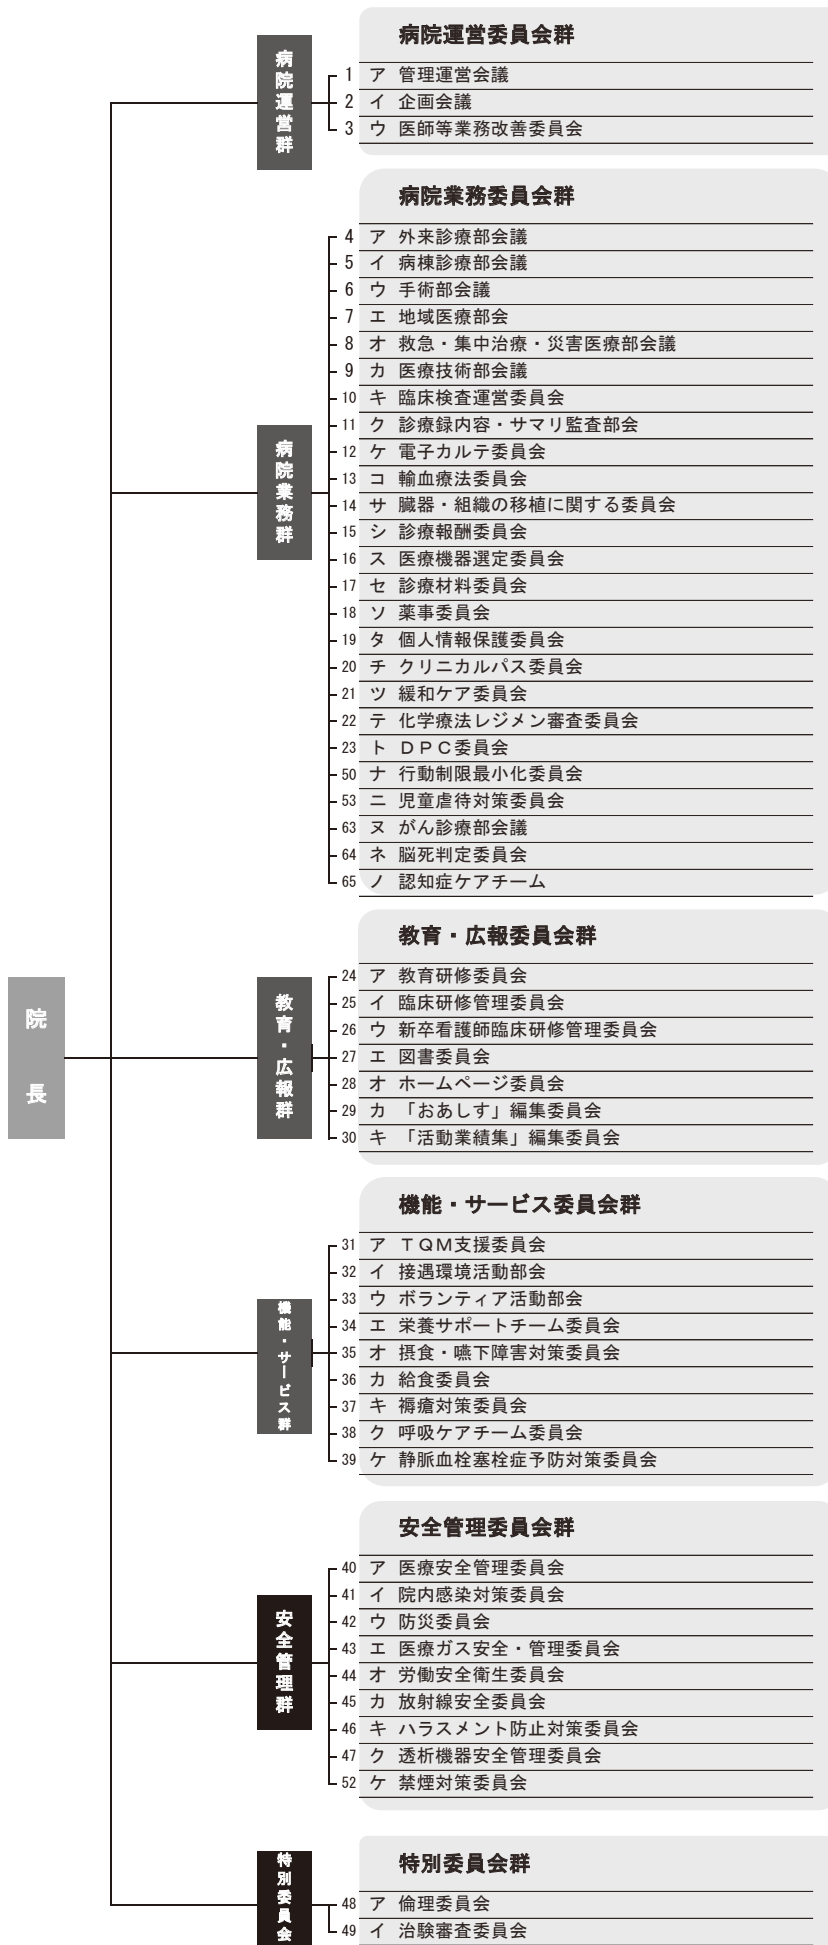 院長
病院運営群
病院運営委員会群
1 ア 管理運営会議
2 イ 企画会議
3 ウ 医師等業務改善委員会
病院業務群
病院業務委員会群
4 ア 外来診療部会議
5 イ 病棟診療部会議
6 ウ 手術部会議
7 エ 地域医療部会
8 オ 救急・集中治療・災害医療部会議
9 カ 医療技術部会議
10 キ 臨床検査運営委員会
11 ク 診療録内容・サマリ監査部会
12 ケ 電子カルテ委員会
13 コ 輸血療法委員会
14 サ 臓器・組織の移植に関する委員会
15 シ 診療報酬委員会
16 ス 医療機器選定委員会
17 セ 診療材料委員会
18 ソ 薬事委員会
19 タ 個人情報保護委員会
20 チ クリニカルパス委員会
21 ツ 緩和ケア委員会
22 テ 化学療法レジメン審査委員会
23 ト ＤＰＣ委員会
50 ナ 行動制限最小化委員会
53 ニ 児童虐待対策委員会
63 ヌ がん診療部会議
64 ネ 脳死判定委員会
65 ノ 認知症ケアチーム
教育・広報群
教育・広報委員会群
24 ア 教育研修委員会
25 イ 臨床研修管理委員会
26 ウ 新卒看護師臨床研修管理委員会
27 エ 図書委員会
28 オ ホームページ委員会
29 カ 「おあしす」編集委員会
30 キ 「活動業績集」編集委員会
機能・サービス群
機能・サービス委員会群
31 ア ＴＱＭ支援委員会
32 イ 接遇環境活動部会
33 ウ ボランティア活動部会
34 エ 栄養サポートチーム委員会
35 オ 摂食・嚥下障害対策委員会
36 カ 給食委員会
37 キ 褥瘡対策委員会
38 ク 呼吸ケアチーム委員会
39 ケ 静脈血栓塞栓症予防対策委員会
安全管理群
安全管理委員会群
40 ア 医療安全管理委員会
41 イ 院内感染対策委員会
42 ウ 防災委員会
43 エ 医療ガス安全・管理委員会
44 オ 労働安全衛生委員会
45 カ 放射線安全委員会
46 キ ハラスメント防止対策委員会
47 ク 透析機器安全管理委員会
52 ケ 禁煙対策委員会
特別委員会
特別委員会群
48 ア 倫理委員会
49 イ 治験審査委員会